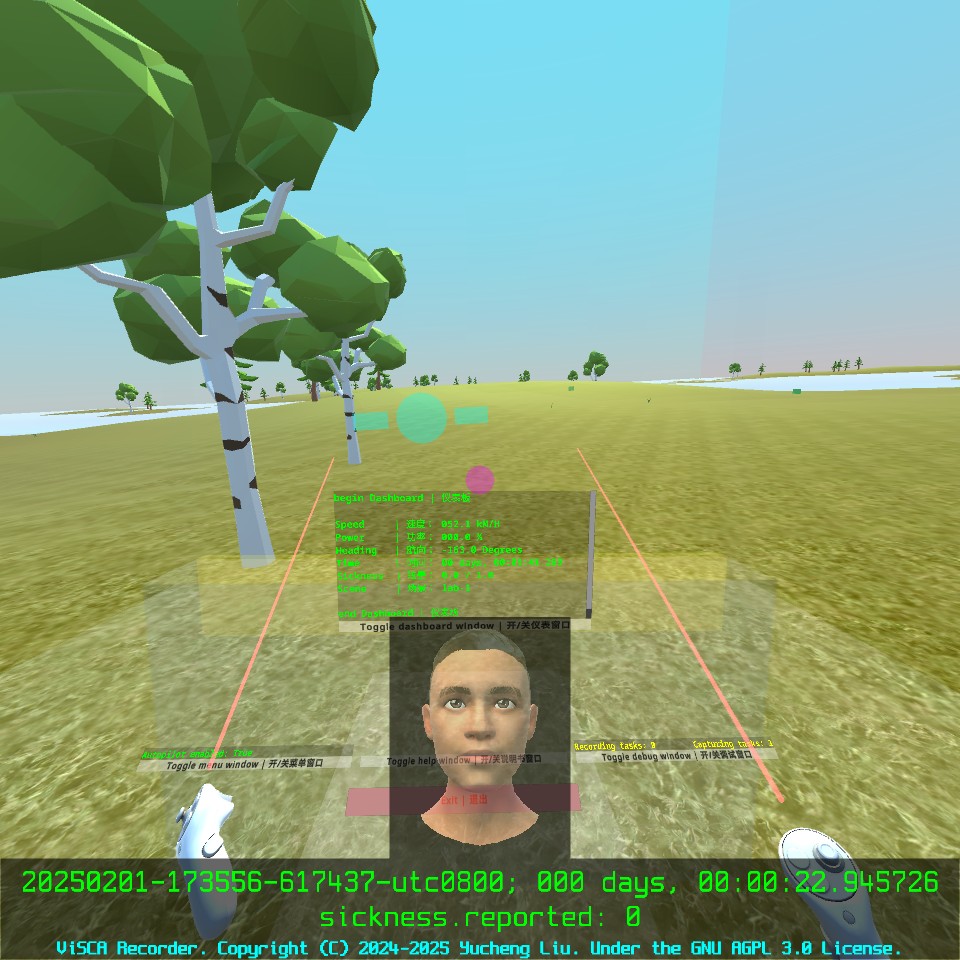 begin Dashboard | 仪表板
Speed | 速度: 052.1 kM/H
Power | 功率: 000.0 %
Heading | 航向: -163.0 Degrees
end Dashboard | 仪表板
Toggle dashboard window | 开/关仪表窗口
Autopilot enabled: True
Recording tasks: 0 Capturing tasks: 1
Toggle menu window | 开/关菜单窗口
Toggle help window | 开/关说明书窗口
Toggle debug window | 开/关调试窗口
Exit | 退出
20250201-173556-617437-utc0800; 000 days, 00:00:22.945726
sickness.reported: 0
ViSCA Recorder. Copyright (C) 2024-2025 Yucheng Liu. Under the GNU AGPL 3.0 License.